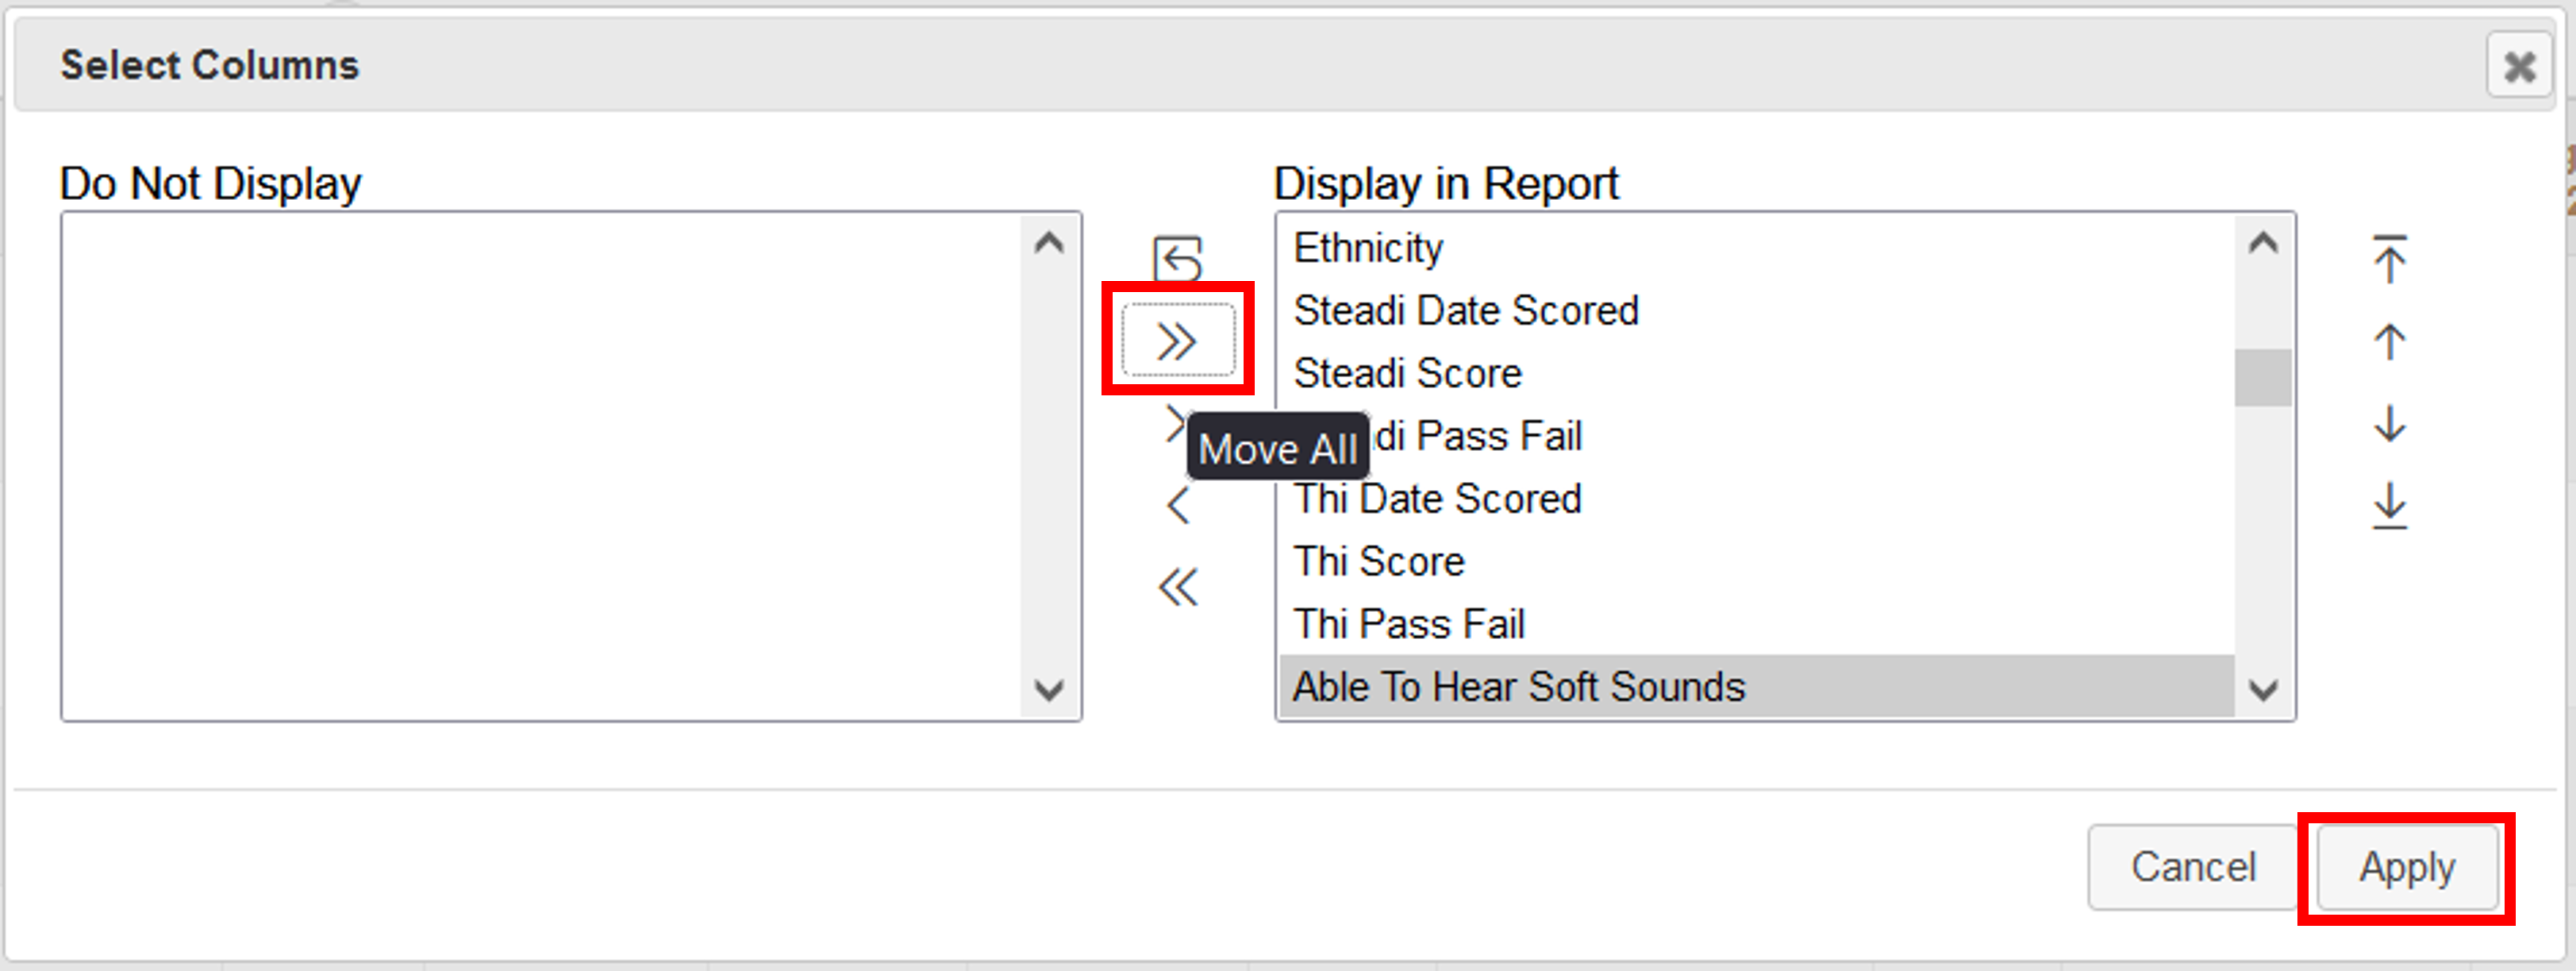 Select Columns
Do Not Display
Display in Report
Ethnicity
Steadi Date Scored
Steadi Score
di Pass Fail
Move All
Thi Date Scored
Thi Score
Thi Pass Fail
Able To Hear Soft Sounds
Cancel
Apply